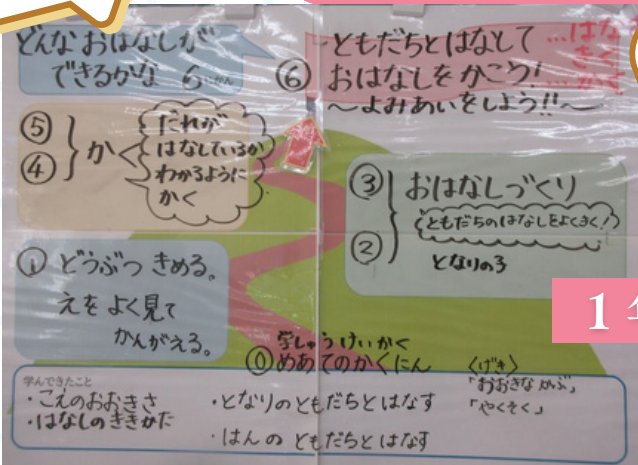 どんなおはなしが
できるかな 6
⑥ ともだちとはなして
おはなしをかこう!
~よみあいをしよう!!~
…はな
きく
かす
⑤
④
かく
だれが
はなしているか
わかるように
かく
③
②
おはなしづくり
ともだちのはなしをよくきく!
となりの子
① どうぶつ きめる。
えを よく見て
かんがえる。
学しゅうけいかく
⓪めあてのかくにん
<げき>
「おおきなかぶ」
「やくそく」
学んできたこと
・こえのおおきさ
・はなしのききかた
・となりのともだちとはなす
・はんの ともだちとはなす
1